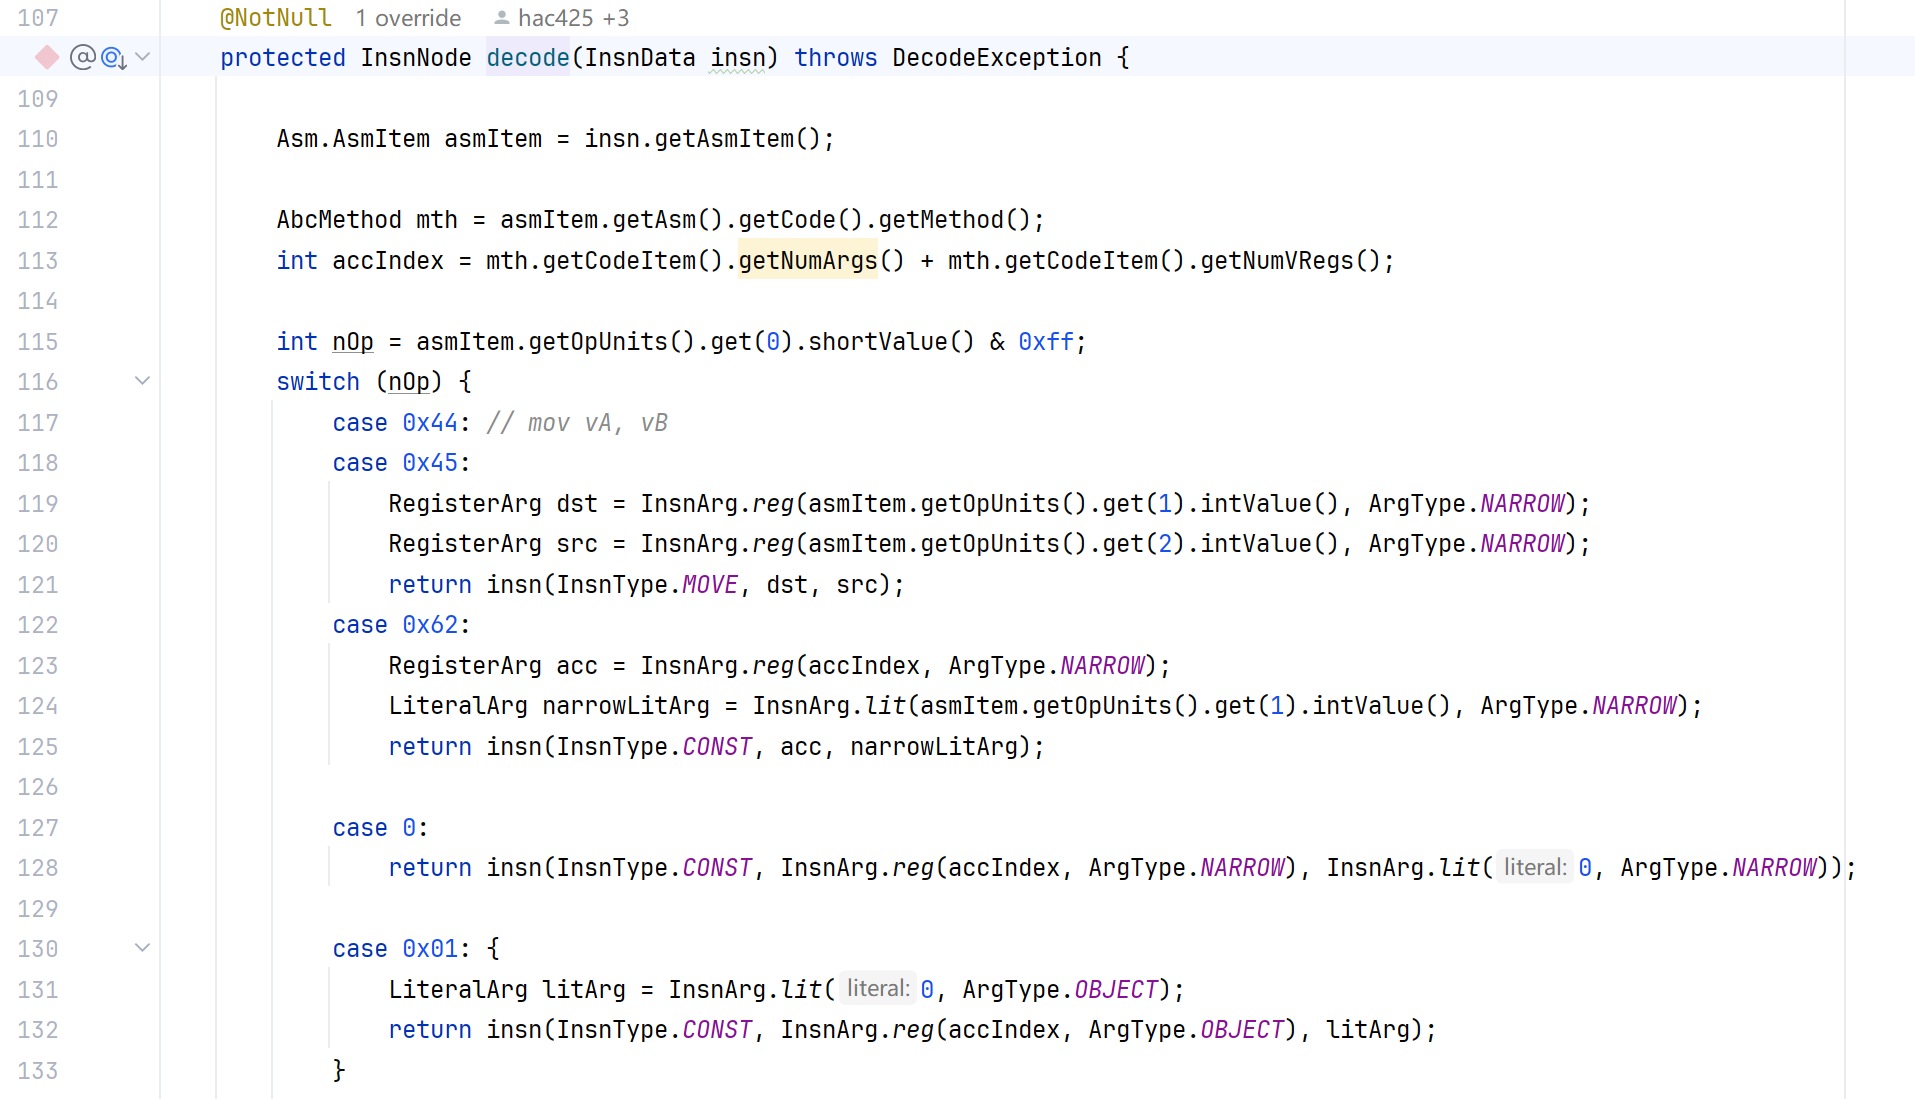 107 @NotNull 1 override hac425 +3
protected InsnNode decode(InsnData insn) throws DecodeException {
109
110 Asm.AsmItem asmItem = insn.getAsmItem();
111
112 AbcMethod mth = asmItem.getAsm().getCode().getMethod();
113 int accIndex = mth.getCodeItem().getNumArgs() + mth.getCodeItem().getNumVRegs();
114
115 int nOp = asmItem.getOpUnits().get(0).shortValue() & 0xff;
116 switch (nOp) {
117 case 0x44: // mov vA, vB
118 case 0x45:
119 RegisterArg dst = InsnArg.reg(asmItem.getOpUnits().get(1).intValue(), ArgType.NARROW);
120 RegisterArg src = InsnArg.reg(asmItem.getOpUnits().get(2).intValue(), ArgType.NARROW);
121 return insn(InsnType.MOVE, dst, src);
122 case 0x62:
123 RegisterArg acc = InsnArg.reg(accIndex, ArgType.NARROW);
124 LiteralArg narrowLitArg = InsnArg.lit(asmItem.getOpUnits().get(1).intValue(), ArgType.NARROW);
125 return insn(InsnType.CONST, acc, narrowLitArg);
126
127 case 0:
128 return insn(InsnType.CONST, InsnArg.reg(accIndex, ArgType.NARROW), InsnArg.lit( literal: 0, ArgType.NARROW));
129
130 case 0x01: {
131 LiteralArg litArg = InsnArg.lit( literal: 0, ArgType.OBJECT);
132 return insn(InsnType.CONST, InsnArg.reg(accIndex, ArgType.OBJECT), litArg);
133 }